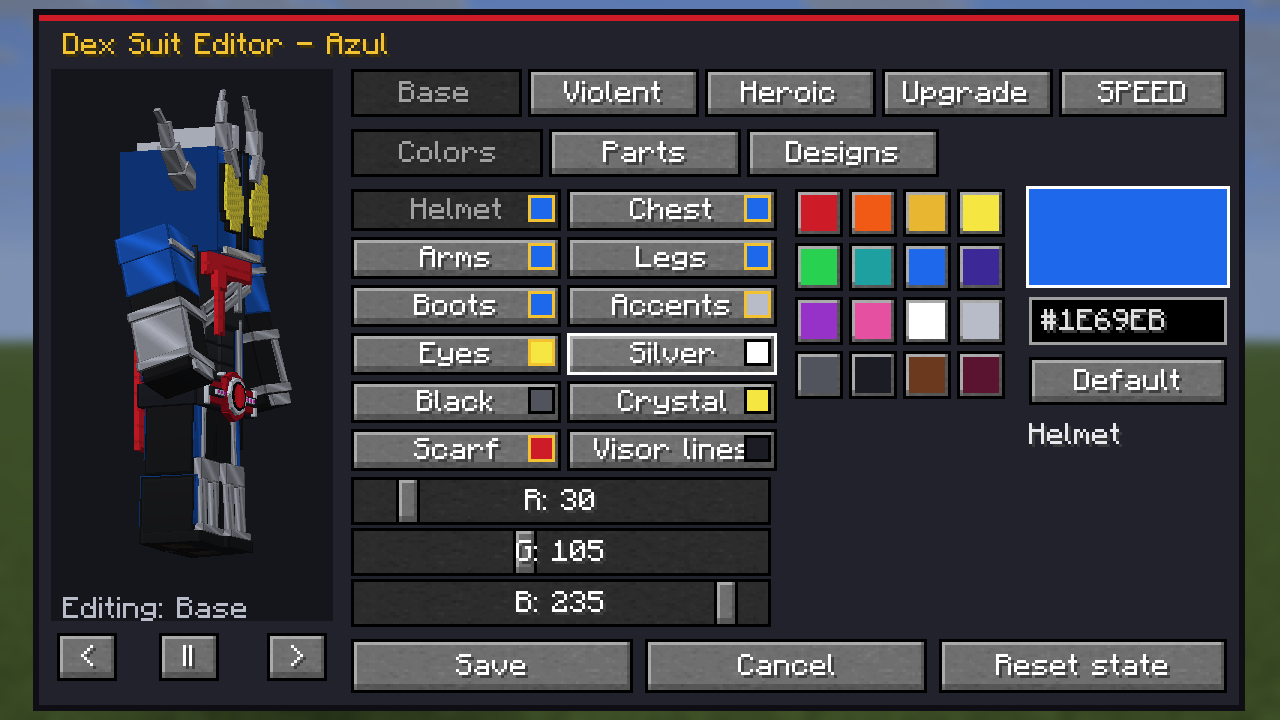 Dex Suit Editor - Azul
Base Violent Heroic Upgrade SPEED
Colors Parts Designs
Helmet Chest
Arms Legs
Boots Accents
#1E69EB
Eyes Silver
Default
Black Crystal
Helmet
Scarf Visor lines
R: 30
G: 105
B: 235
Editing: Base
< II >
Save Cancel Reset state